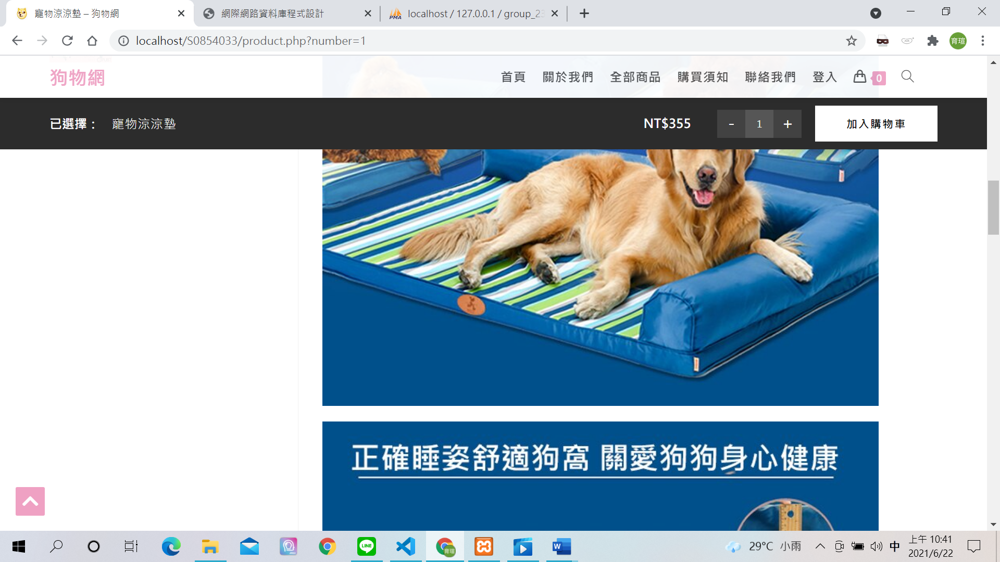 寵物涼涼墊 – 狗物網
網際網路資料庫程式設計
localhost / 127.0.0.1 / group_23
localhost/S0854033/product.php?number=1
育瑄
狗物網
首頁
關於我們
全部商品
購買須知
聯絡我們
登入
0
已選擇： 寵物涼涼墊
NT$355
- 1 +
加入購物車
正確睡姿舒適狗窩 關愛狗狗身心健康
29°C 小雨
中
上午 10:41
2021/6/22